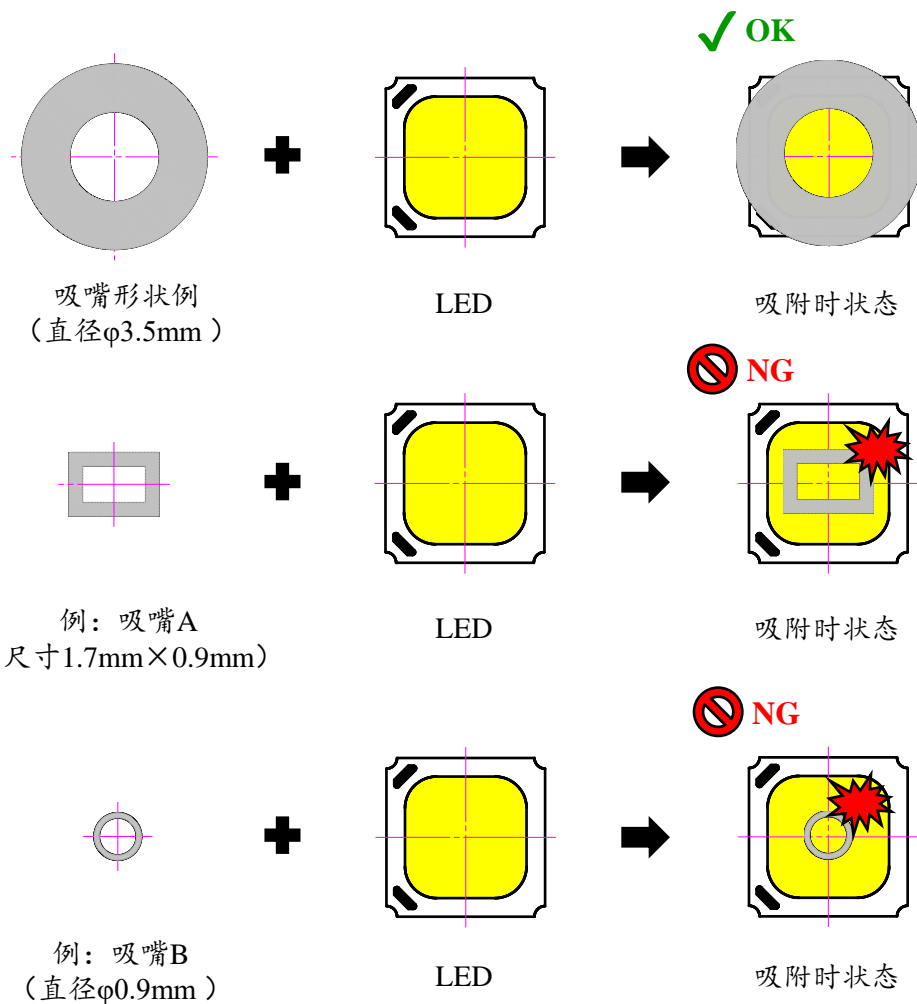 OK
吸嘴形状例
（直径φ3.5mm ）
LED
吸附时状态
NG
例：吸嘴A
尺寸1.7mm×0.9mm）
LED
吸附时状态
NG
例：吸嘴B
（直径φ0.9mm ）
LED
吸附时状态